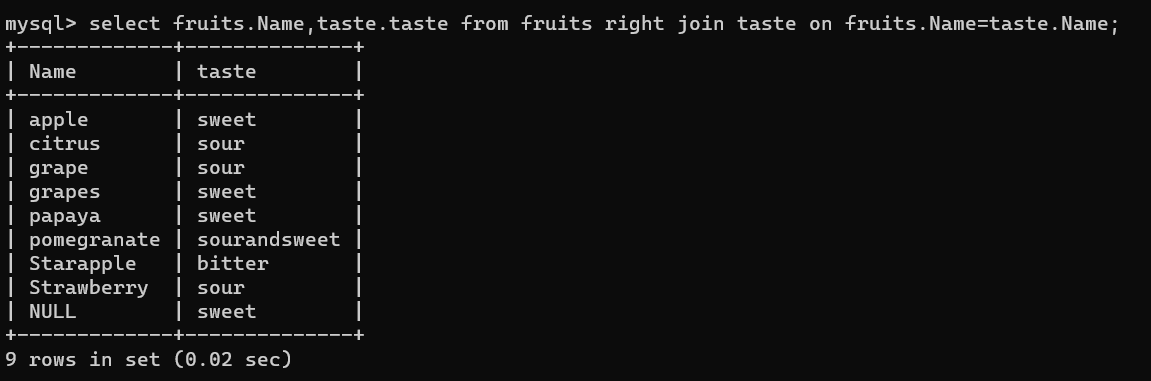 mysql> select fruits.Name,taste.taste from fruits right join taste on fruits.Name=taste.Name;
+-------------+--------------+
| Name        | taste        |
+-------------+--------------+
| apple       | sweet        |
| citrus      | sour         |
| grape       | sour         |
| grapes      | sweet        |
| papaya      | sweet        |
| pomegranate | sourandsweet |
| Starapple   | bitter       |
| Strawberry  | sour         |
| NULL        | sweet        |
+-------------+--------------+
9 rows in set (0.02 sec)